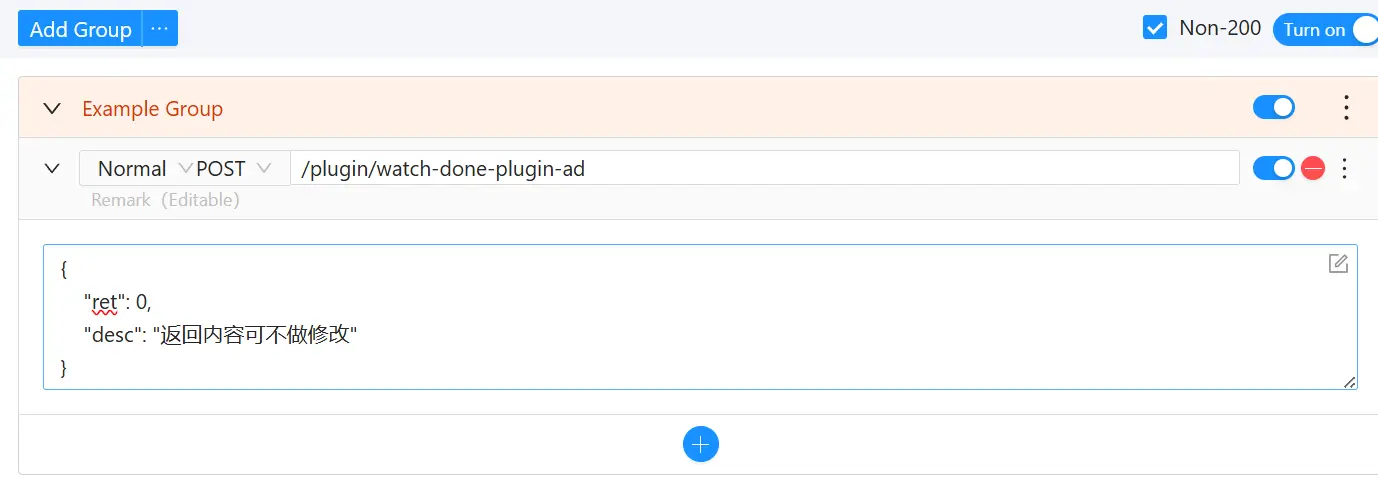 Add Group ···
Non-200 Turn on
Example Group
Normal POST /plugin/watch-done-plugin-ad
Remark (Editable)
{
"ret": 0,
"desc": "返回内容可不做修改"
}